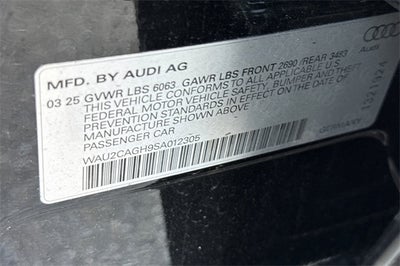 MFD. BY AUDI AG
03 25 GVWR LBS 6063 GAWR LBS FRONT 2690 /REAR 3483
THIS VEHICLE CONFORMS TO ALL APPLICABLE U.S.
FEDERAL MOTOR VEHICLE SAFETY, BUMPER, AND THEFT
PREVENTION STANDARDS IN EFFECT ON THE DATE OF
MANUFACTURE SHOWN ABOVE.
PASSENGER CAR
WAU2CAGH9SA012305
GERMANY
Audi